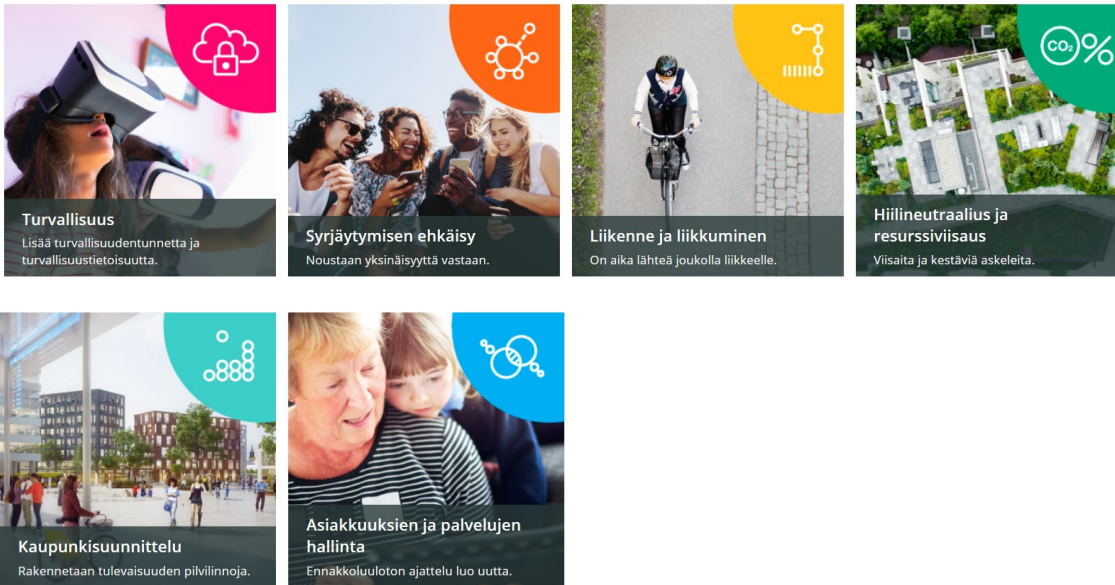 Turvallisuus
Lisää turvallisuudentunnetta ja
turvallisuustietoisuutta.
Syrjäytymisen ehkäisy
Noustaan yksinäisyyttä vastaan.
Liikenne ja liikkuminen
On aika lähteä joukolla liikkeelle.
CO₂%
Hiilineutraalius ja
resurssiviisaus
Viisaita ja kestäviä askeleita.
Kaupunkisuunnittelu
Rakennetaan tulevaisuuden pilvilinnoja.
Asiakkuuksien ja palvelujen
hallinta
Ennakkoluuloton ajattelu luo uutta.